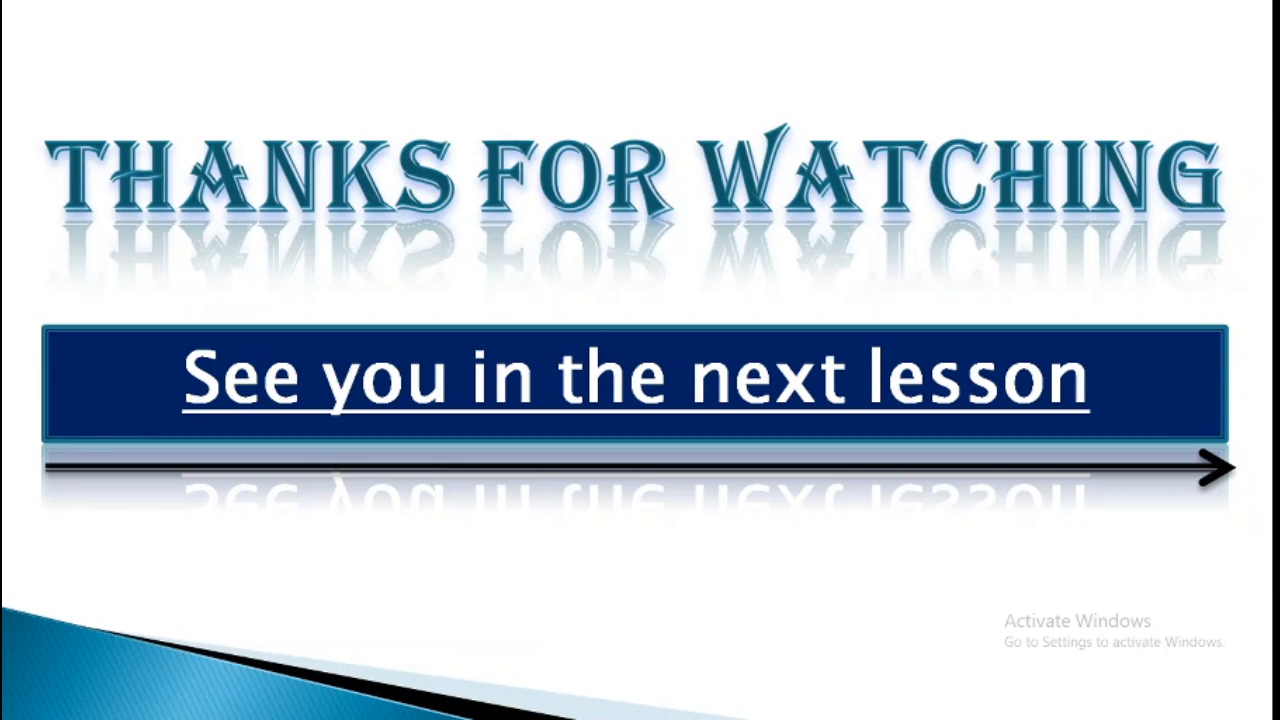 THANKS FOR WATCHING
See you in the next lesson
Activate Windows
Go to Settings to activate Windows.